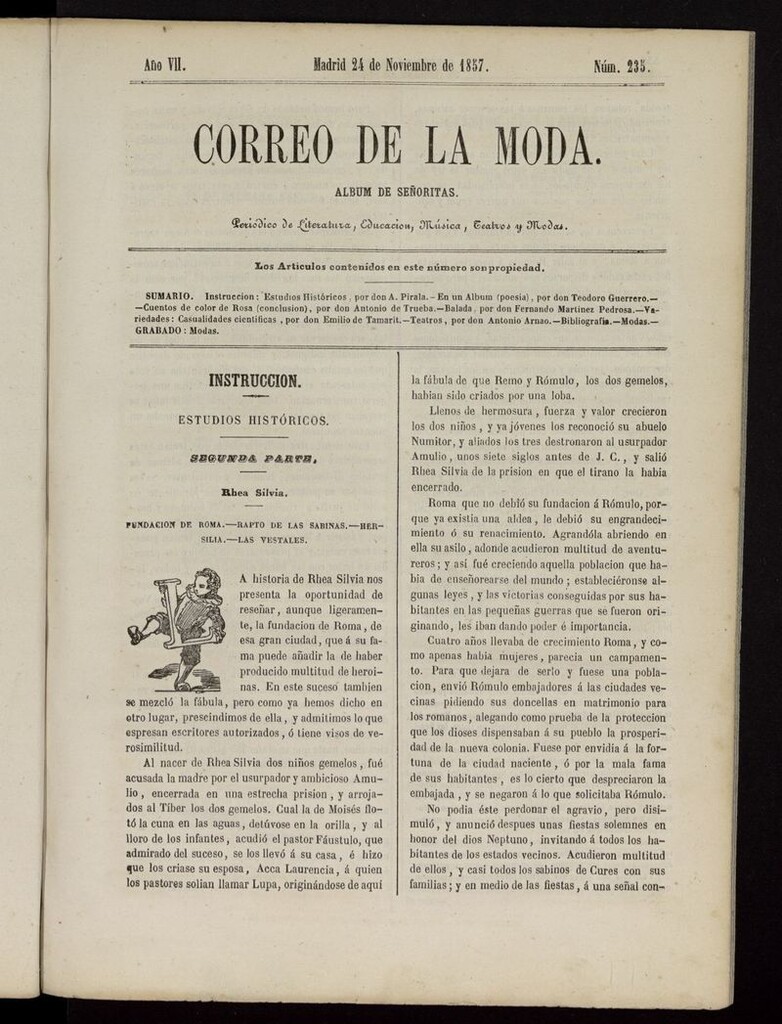 Año VII.
Madrid 24 de Noviembre de 1857.
Núm. 235.
CORREO DE LA MODA.
ALBUM DE SEÑORITAS.
Periódico de Literatura, Educacion, Música, Teatros y Modas.
Los Artículos contenidos en este número son propiedad.
SUMARIO. Instruccion: Estudios Históricos, por don A. Pirala.—En un Album (poesía), por don Teodoro Guerrero.—
—Cuentos de color de Rosa (conclusion), por don Antonio de Trueba.—Balada, por don Fernando Martinez Pedrosa.—Va-
riedades: Casualidades científicas, por don Emilio de Tamarit.—Teatros, por don Antonio Arnao.—Bibliografía.—Modas.—
GRABADO: Modas.
INSTRUCCION.
ESTUDIOS HISTÓRICOS.
SEGUNDA PARTE.
Rhea Silvia.
FUNDACION DE ROMA.—RAPTO DE LAS SABINAS.—HER-
SILIA.—LAS VESTALES.
A historia de Rhea Silvia nos
presenta la oportunidad de
reseñar, aunque ligeramen-
te, la fundacion de Roma, de
esa gran ciudad, que á su fa-
ma puede añadir la de haber
producido multitud de heroi-
nas. En este suceso tambien
se mezcló la fábula, pero como ya hemos dicho en
otro lugar, prescindimos de ella, y admitimos lo que
espresan escritores autorizados, ó tiene visos de ve-
rosimilitud.
Al nacer de Rhea Silvia dos niños gemelos, fué
acusada la madre por el usurpador y ambicioso Amu-
lio, encerrada en una estrecha prision, y arroja-
dos al Tiber los dos gemelos. Cual la de Moisés flo-
tó la cuna en las aguas, detúvose en la orilla, y al
lloro de los infantes, acudió el pastor Fáustulo, que
admirado del suceso, se los llevó á su casa, é hizo
que los criase su esposa, Acca Laurencia, á quien
los pastores solian llamar Lupa, originándose de aquí
la fábula de que Remo y Rómulo, los dos gemelos,
habian sido criados por una loba.
Llenos de hermosura, fuerza y valor crecieron
los dos niños, y ya jóvenes los reconoció su abuelo
Numitor, y aliados los tres destronaron al usurpador
Amulio, unos siete siglos antes de J. C., y salió
Rhea Silvia de la prision en que el tirano la habia
encerrado.
Roma que no debió su fundacion á Rómulo, por-
que ya existia una aldea, le debió su engrandeci-
miento ó su renacimiento. Agrandóla abriendo en
ella su asilo, adonde acudieron multitud de aventu-
reros; y así fué creciendo aquella poblacion que ha-
bia de enseñorearse del mundo; estableciéronse al-
gunas leyes, y las victorias conseguidas por sus ha-
bitantes en las pequeñas guerras que se fueron ori-
ginando, les iban dando poder é importancia.
Cuatro años llevaba de crecimiento Roma, y co-
mo apenas habia mujeres, parecia un campamen-
to. Para que dejara de serlo y fuese una pobla-
cion, envió Rómulo embajadores á las ciudades ve-
cinas pidiendo sus doncellas en matrimonio para
los romanos, alegando como prueba de la proteccion
que los dioses dispensaban á su pueblo la prosperi-
dad de la nueva colonia. Fuese por envidia á la for-
tuna de la ciudad naciente, ó por la mala fama
de sus habitantes, es lo cierto que despreciaron la
embajada, y se negaron á lo que solicitaba Rómulo.
No podia éste perdonar el agravio, pero disi-
muló, y anunció despues unas fiestas solemnes en
honor del dios Neptuno, invitando á todos los ha-
bitantes de los estados vecinos. Acudieron multitud
de ellos, y casi todos los sabinos de Cures con sus
familias; y en medio de las fiestas, á una señal con-